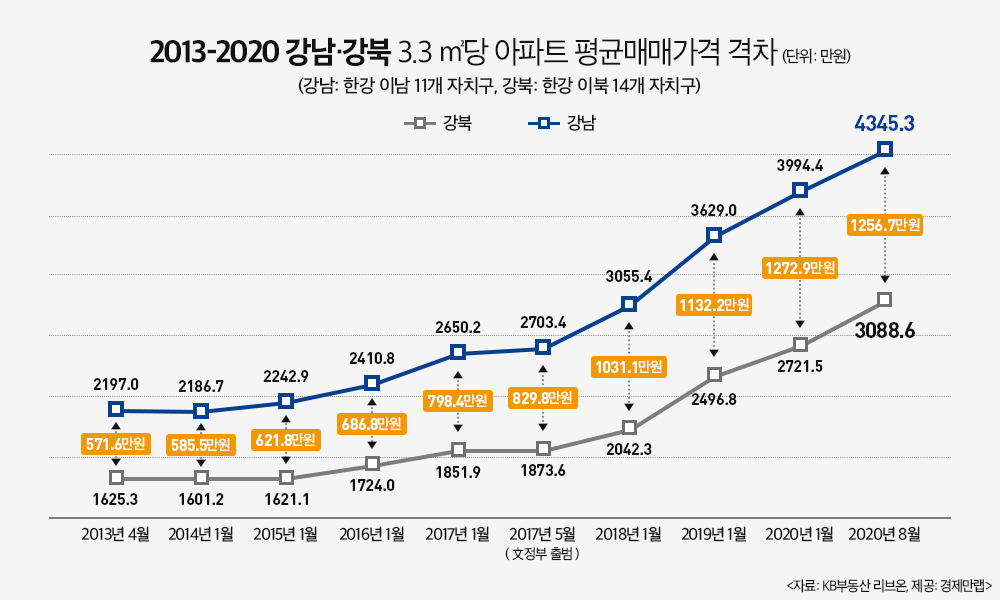 2013-2020 강남·강북 3.3 ㎡당 아파트 평균매매가격 격차 (단위: 만원)
(강남: 한강 이남 11개 자치구, 강북: 한강 이북 14개 자치구)
강북 강남
4345.3
3994.4
3629.0
3055.4
2703.4
2650.2
2410.8
2242.9
2186.7
2197.0
571.6만원
585.5만원
621.8만원
686.8만원
798.4만원
829.8만원
1031.1만원
1132.2만원
1272.9만원
1256.7만원
1625.3
1601.2
1621.1
1724.0
1851.9
1873.6
2042.3
2496.8
2721.5
3088.6
2013년 4월 2014년 1월 2015년 1월 2016년 1월 2017년 1월 2017년 5월 2018년 1월 2019년 1월 2020년 1월 2020년 8월
( 文정부 출범 )
<자료: KB부동산 리브온, 제공: 경제만랩>